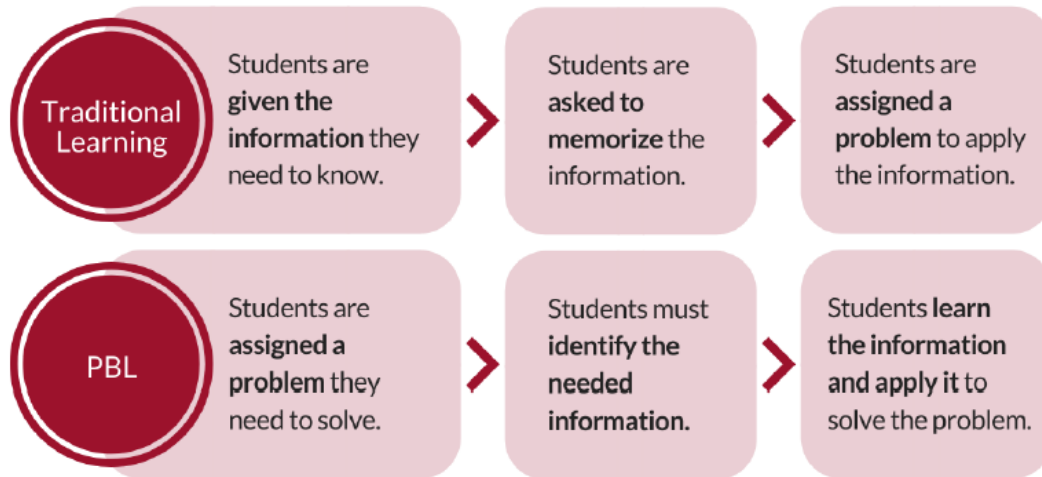 Traditional
Learning
Students are
given the
information they
need to know.
Students are
asked to
memorize the
information.
Students are
assigned a
problem to apply
the information.
PBL
Students are
assigned a
problem they
need to solve.
Students must
identify the
needed
information.
Students learn
the information
and apply it to
solve the problem.